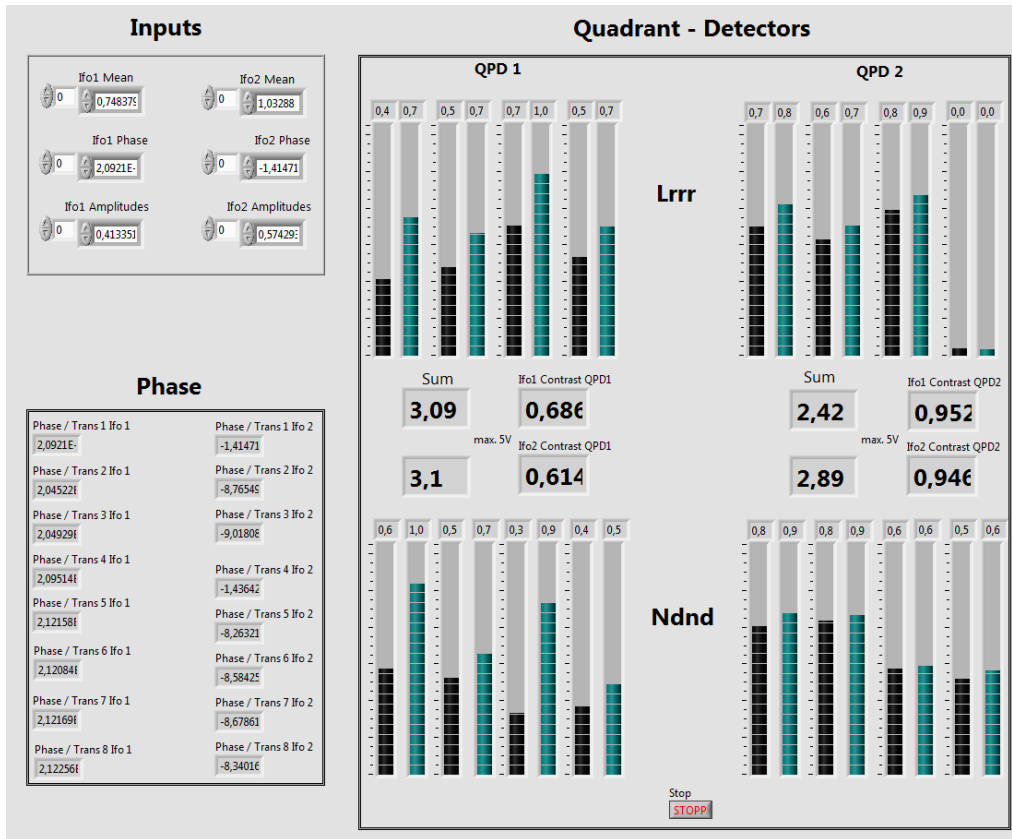 Inputs
Ifo1 Mean
0
0,748379
Ifo2 Mean
0
1,03288
Ifo1 Phase
0
2,0921E-
Ifo2 Phase
0
-1,41471
Ifo1 Amplitudes
0
0,413351
Ifo2 Amplitudes
0
0,57429
Phase
Phase / Trans 1 Ifo 1
2,0921E-
Phase / Trans 2 Ifo 1
2,04522
Phase / Trans 3 Ifo 1
2,04929
Phase / Trans 4 Ifo 1
2,09514
Phase / Trans 5 Ifo 1
2,12158
Phase / Trans 6 Ifo 1
2,12084
Phase / Trans 7 Ifo 1
2,12169
Phase / Trans 8 Ifo 1
2,12256
Phase / Trans 1 Ifo 2
-1,41471
Phase / Trans 2 Ifo 2
-8,76549
Phase / Trans 3 Ifo 2
-9,01808
Phase / Trans 4 Ifo 2
-1,43642
Phase / Trans 5 Ifo 2
-8,26321
Phase / Trans 6 Ifo 2
-8,58425
Phase / Trans 7 Ifo 2
-8,67861
Phase / Trans 8 Ifo 2
-8,34016
Quadrant - Detectors
QPD 1
QPD 2
0,4 0,7 0,5 0,7 0,7 1,0 0,5 0,7
0,7 0,8 0,6 0,7 0,8 0,9 0,0 0,0
Lrrr
Sum
3,09
Ifo1 Contrast QPD1
0,686
max. 5V
3,1
Ifo2 Contrast QPD1
0,614
Sum
2,42
Ifo1 Contrast QPD2
0,952
max. 5V
2,89
Ifo2 Contrast QPD2
0,946
0,6 1,0 0,5 0,7 0,3 0,9 0,4 0,5
0,8 0,9 0,8 0,9 0,6 0,6 0,5 0,6
Ndnd
Stop
STOPP